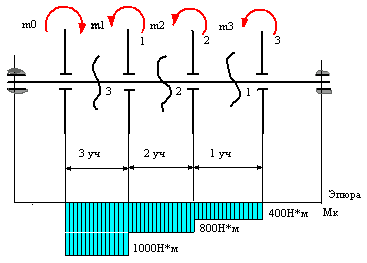 m0 m1 m2 m3
1 2 3
3 2 1
3 уч 2 уч 1 уч
Эпюра
Мк
400Н*м
800Н*м
1000Н*м